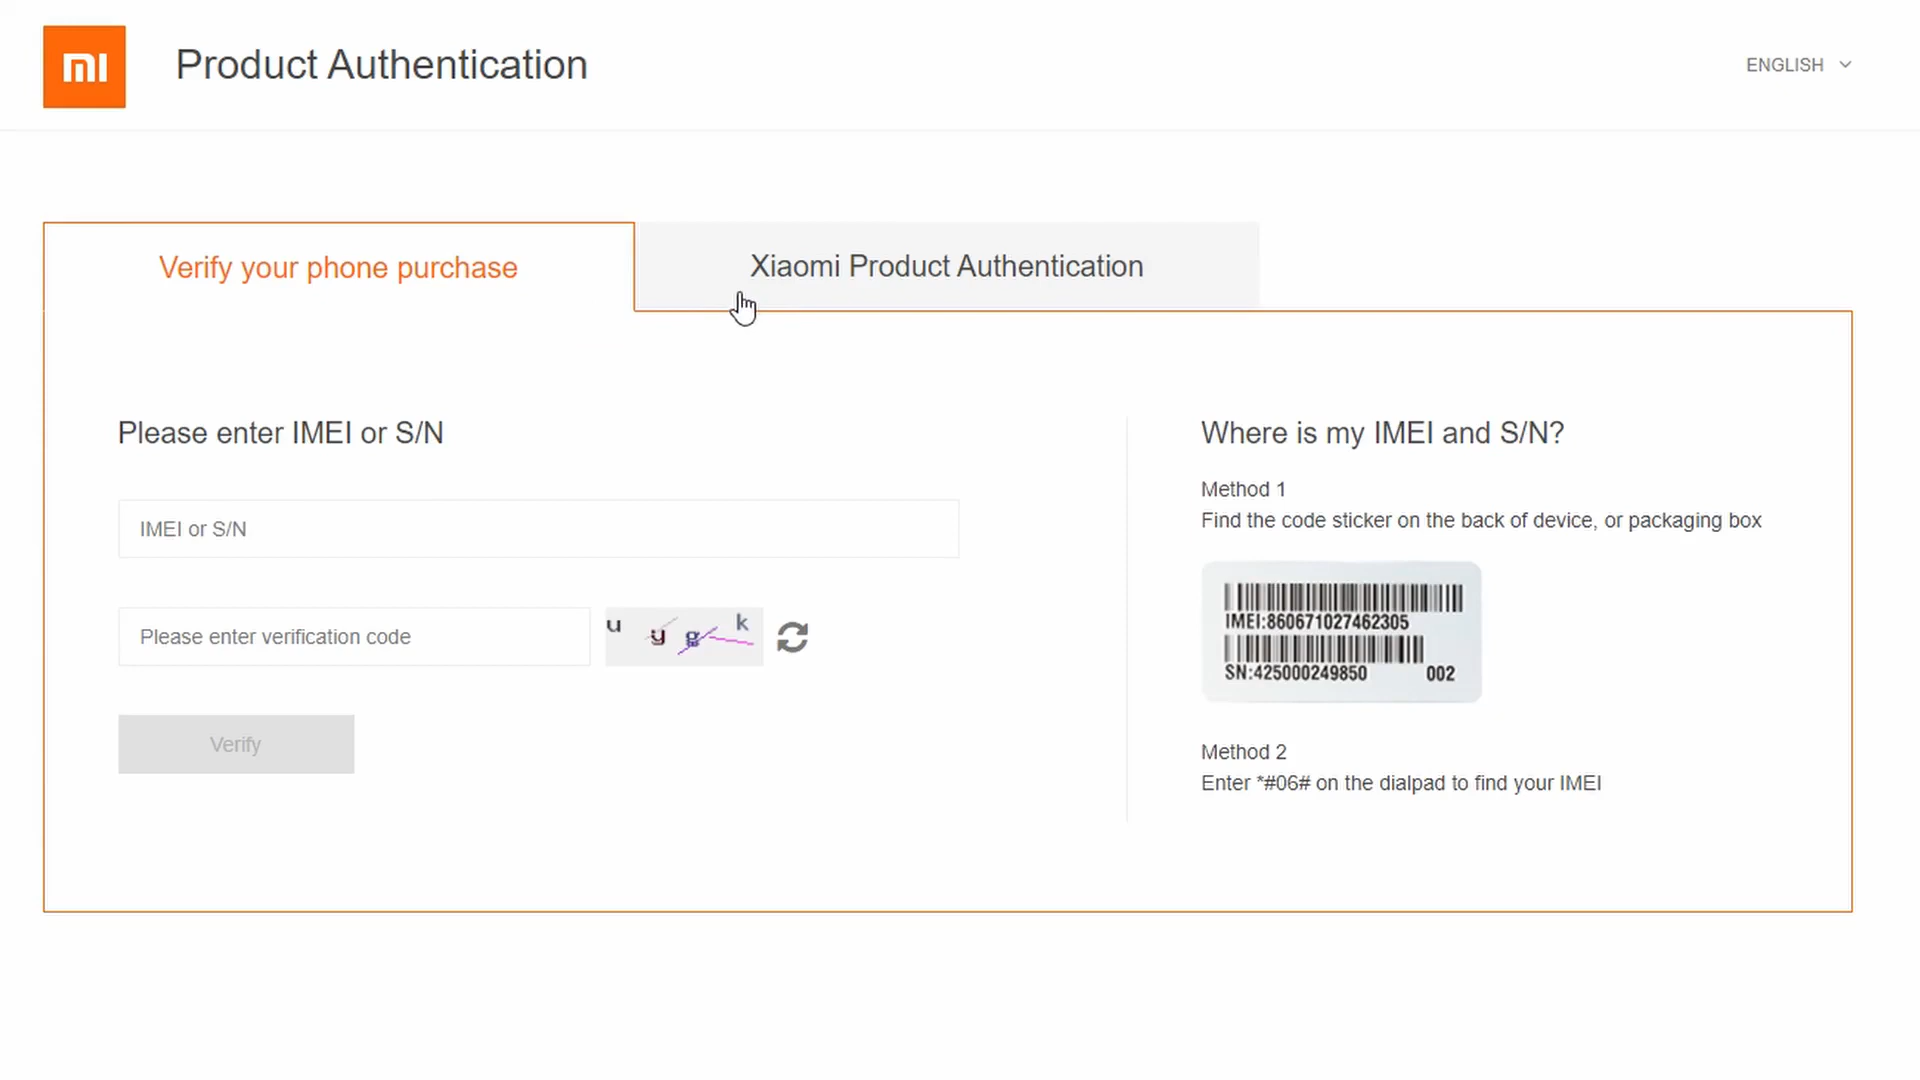 mi
Product Authentication
ENGLISH
Verify your phone purchase
Xiaomi Product Authentication
Please enter IMEI or S/N
IMEI or S/N
Please enter verification code
u y g k
Verify
Where is my IMEI and S/N?
Method 1
Find the code sticker on the back of device, or packaging box
IMEI:860671027462305
SN:425000249850 002
Method 2
Enter *#06# on the dialpad to find your IMEI